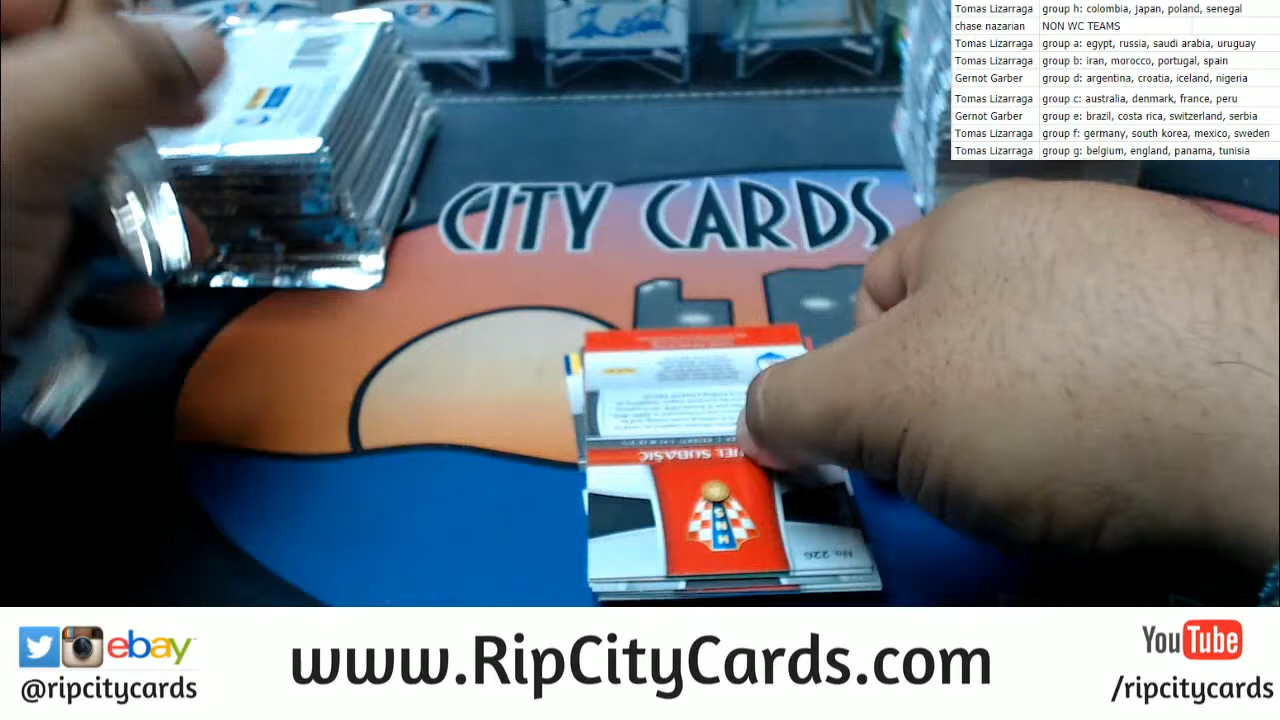 Tomas Lizarraga group h: colombia, japan, poland, senegal
chase nazarian NON WC TEAMS
Tomas Lizarraga group a: egypt, russia, saudi arabia, uruguay
Tomas Lizarraga group b: iran, morocco, portugal, spain
Gernot Garber group d: argentina, croatia, iceland, nigeria
Tomas Lizarraga group c: australia, denmark, france, peru
Gernot Garber group e: brazil, costa rica, switzerland, serbia
Tomas Lizarraga group f: germany, south korea, mexico, sweden
Tomas Lizarraga group g: belgium, england, panama, tunisia
CITY CARDS
UEL SUBAŠIĆ
HNS
No. 226
ebay
@ripcitycards
www.RipCityCards.com
YouTube
/ripcitycards